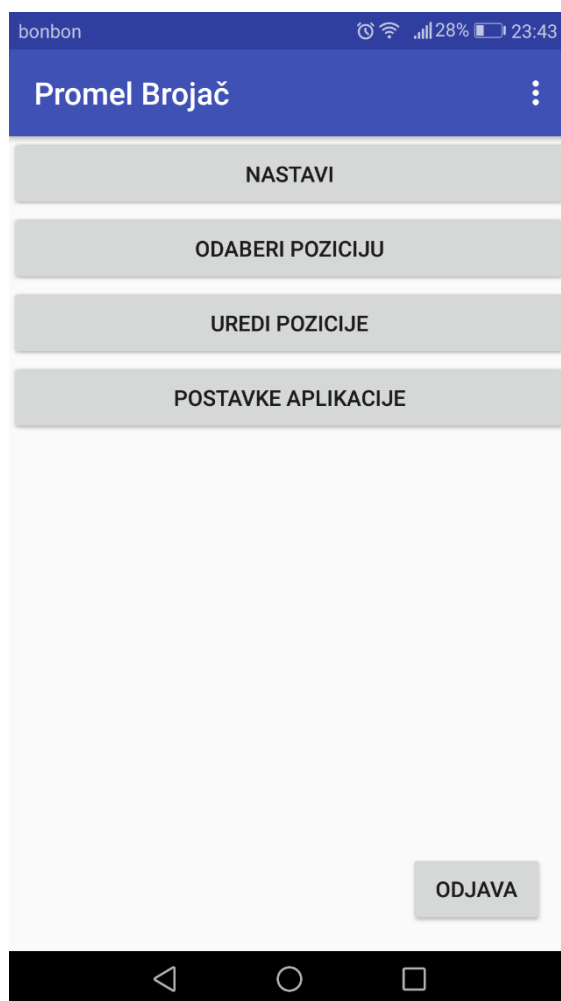 bonbon 28% 23:43
Promel Brojač
NASTAVI
ODABERI POZICIJU
UREDI POZICIJE
POSTAVKE APLIKACIJE
ODJAVA